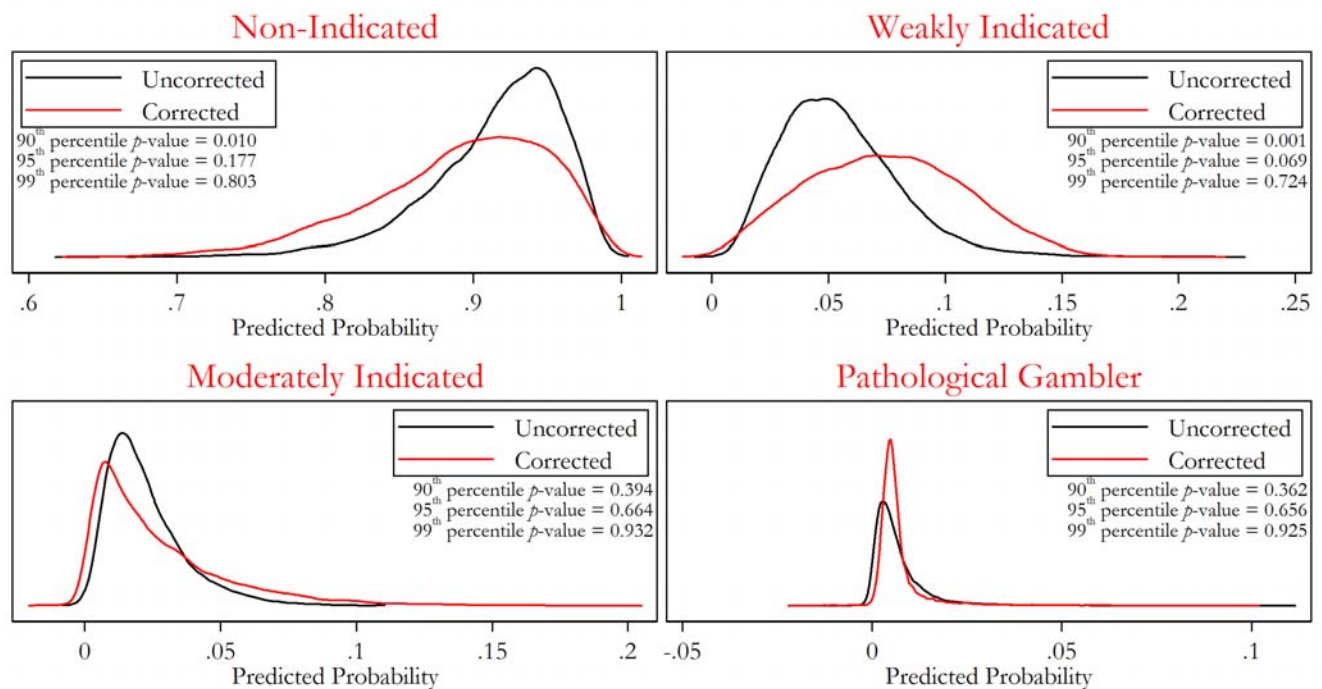 Non-Indicated
Uncorrected
Corrected
90th percentile p-value = 0.010
95th percentile p-value = 0.177
99th percentile p-value = 0.803
.6 .7 .8 .9 1
Predicted Probability
Weakly Indicated
Uncorrected
Corrected
90th percentile p-value = 0.001
95th percentile p-value = 0.069
99th percentile p-value = 0.724
0 .05 .1 .15 .2 .25
Predicted Probability
Moderately Indicated
Uncorrected
Corrected
90th percentile p-value = 0.394
95th percentile p-value = 0.664
99th percentile p-value = 0.932
0 .05 .1 .15 .2
Predicted Probability
Pathological Gambler
Uncorrected
Corrected
90th percentile p-value = 0.362
95th percentile p-value = 0.656
99th percentile p-value = 0.925
-.05 0 .05 .1
Predicted Probability